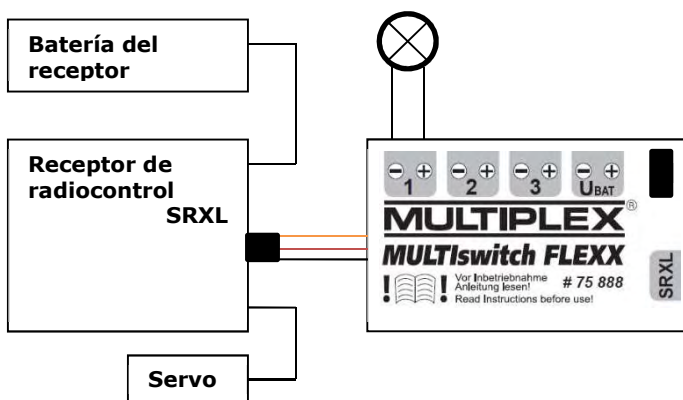 Batería del
receptor
Receptor de
radiocontrol
SRXL
Servo
− + − + − + − +
1 2 3 UBAT
MULTIPLEX®
MULTIswitch FLEXX
! ! Vor Inbetriebnahme
Anleitung lesen! # 75 888
Read Instructions before use!
SRXL